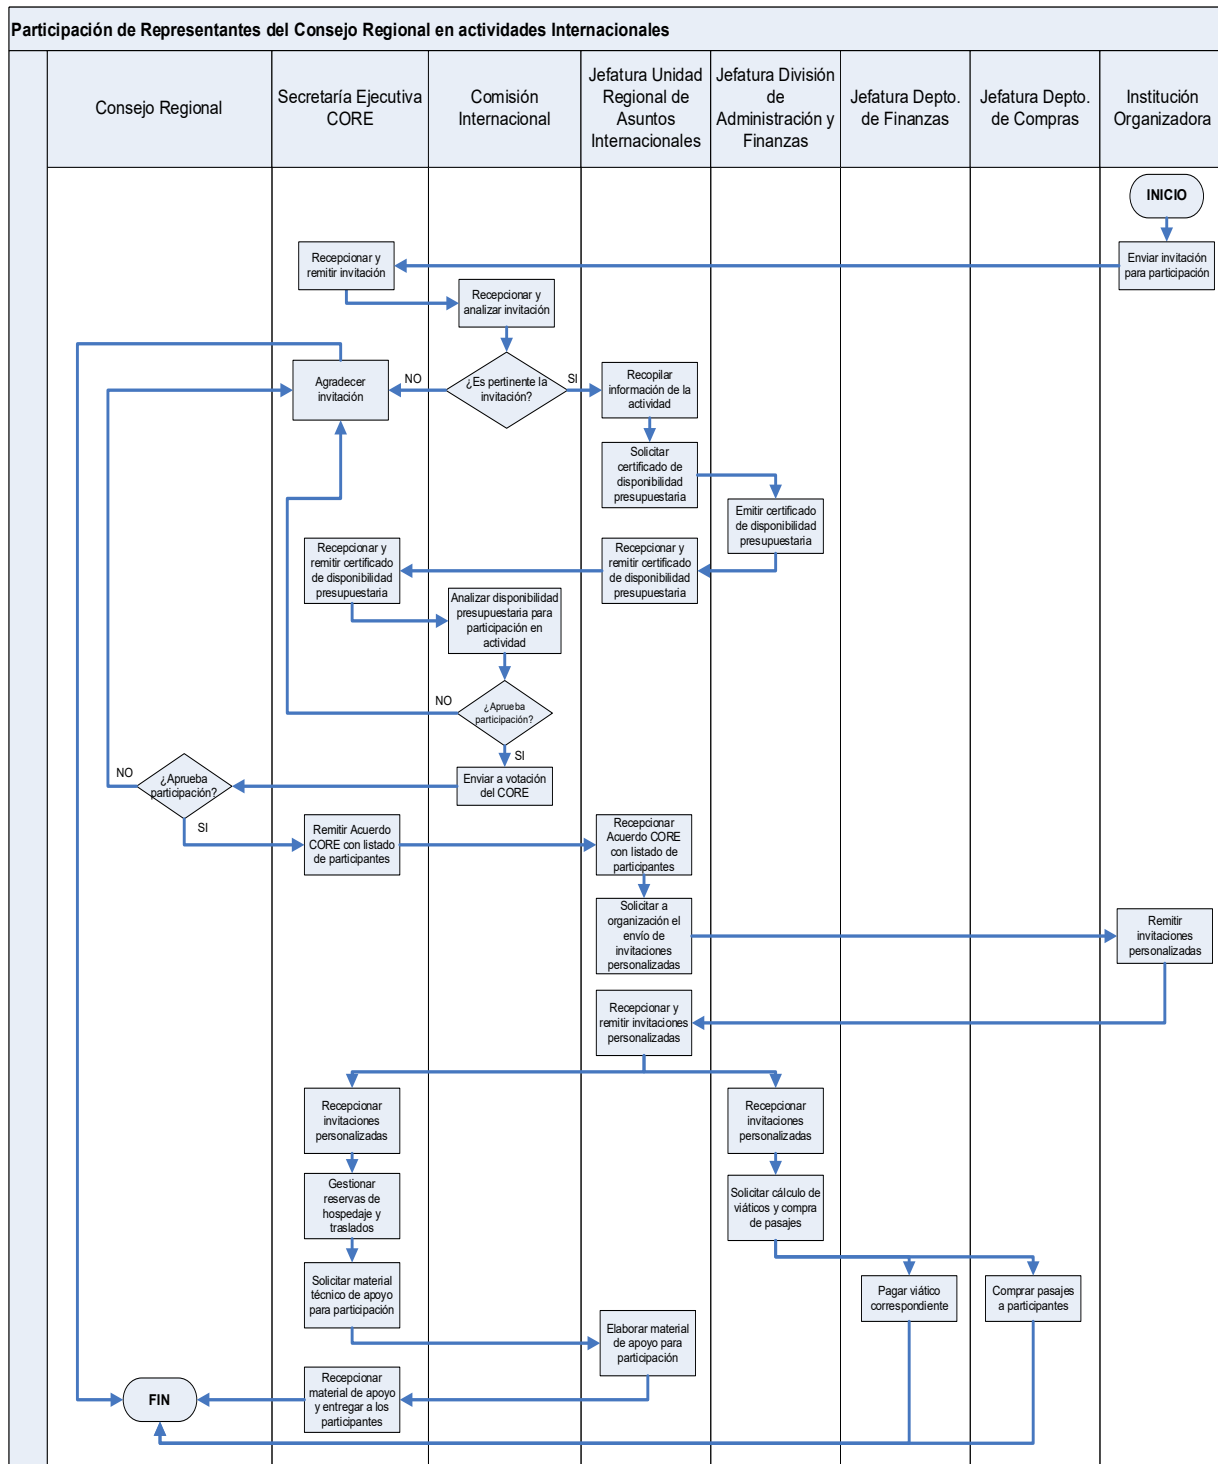 Participación de Representantes del Consejo Regional en actividades Internacionales
Consejo Regional
Secretaría Ejecutiva
CORE
Comisión
Internacional
Jefatura Unidad
Regional de
Asuntos
Internacionales
Jefatura División
de
Administración y
Finanzas
Jefatura Depto.
de Finanzas
Jefatura Depto.
de Compras
Institución
Organizadora
INICIO
Enviar invitación
para participación
Recepcionar y
remitir invitación
Recepcionar y
analizar invitación
¿Es pertinente la
invitación?
NO
SI
Agradecer
invitación
Recopilar
información de la
actividad
Solicitar
certificado de
disponibilidad
presupuestaria
Emitir certificado
de disponibilidad
presupuestaria
Recepcionar y
remitir certificado
de disponibilidad
presupuestaria
Recepcionar y
remitir certificado
de disponibilidad
presupuestaria
Analizar disponibilidad
presupuestaria para
participación en
actividad
¿Aprueba
participación?
NO
SI
Enviar a votación
del CORE
¿Aprueba
participación?
NO
SI
Remitir Acuerdo
CORE con listado
de participantes
Recepcionar
Acuerdo CORE
con listado de
participantes
Solicitar a
organización el
envío de
invitaciones
personalizadas
Remitir
invitaciones
personalizadas
Recepcionar y
remitir invitaciones
personalizadas
Recepcionar
invitaciones
personalizadas
Recepcionar
invitaciones
personalizadas
Gestionar
reservas de
hospedaje y
traslados
Solicitar cálculo de
viáticos y compra
de pasajes
Solicitar material
técnico de apoyo
para participación
Pagar viático
correspondiente
Comprar pasajes
a participantes
Elaborar material
de apoyo para
participación
Recepcionar
material de apoyo
y entregar a los
participantes
FIN